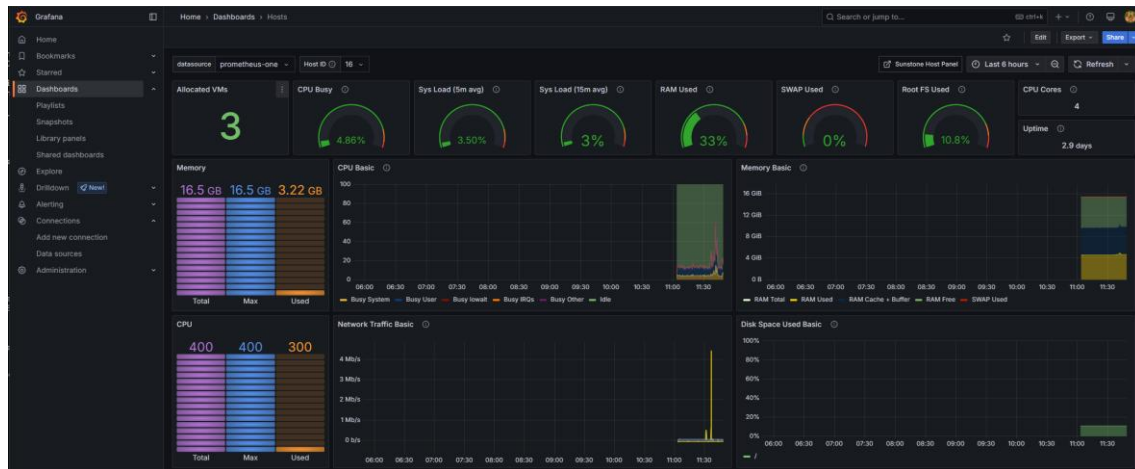 Grafana
Home › Dashboards › Hosts
Search or jump to...
ctrl+k
Home
Bookmarks
Starred
Dashboards
Playlists
Snapshots
Library panels
Shared dashboards
Explore
Drilldown New!
Alerting
Connections
Add new connection
Data sources
Administration
Edit
Export
Share
datasource prometheus-one
Host ID 16
Sunstone Host Panel
Last 6 hours
Refresh
Allocated VMs
3
CPU Busy
4.86%
Sys Load (5m avg)
3.50%
Sys Load (15m avg)
3%
RAM Used
33%
SWAP Used
0%
Root FS Used
10.8%
CPU Cores
4
Uptime
2.9 days
Memory
16.5 GB 16.5 GB 3.22 GB
Total Max Used
CPU Basic
100
80
60
40
20
0
06:00 06:30 07:00 07:30 08:00 08:30 09:00 09:30 10:00 10:30 11:00 11:30
Busy System Busy User Busy Iowait Busy IRQs Busy Other Idle
Memory Basic
16 GiB
12 GiB
8 GiB
4 GiB
0 B
06:00 06:30 07:00 07:30 08:00 08:30 09:00 09:30 10:00 10:30 11:00 11:30
RAM Total RAM Used RAM Cache + Buffer RAM Free SWAP Used
CPU
400 400 300
Total Max Used
Network Traffic Basic
4 Mb/s
3 Mb/s
2 Mb/s
1 Mb/s
0 b/s
06:00 06:30 07:00 07:30 08:00 08:30 09:00 09:30 10:00 10:30 11:00 11:30
Disk Space Used Basic
100%
80%
60%
40%
20%
0%
06:00 06:30 07:00 07:30 08:00 08:30 09:00 09:30 10:00 10:30 11:00 11:30
/